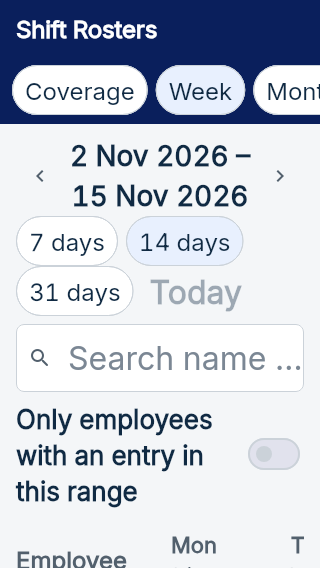 Shift Rosters
Coverage Week
2 Nov 2026 –
15 Nov 2026
7 days 14 days
31 days Today
Search name ...
Only employees
with an entry in
this range
Mon
Employee